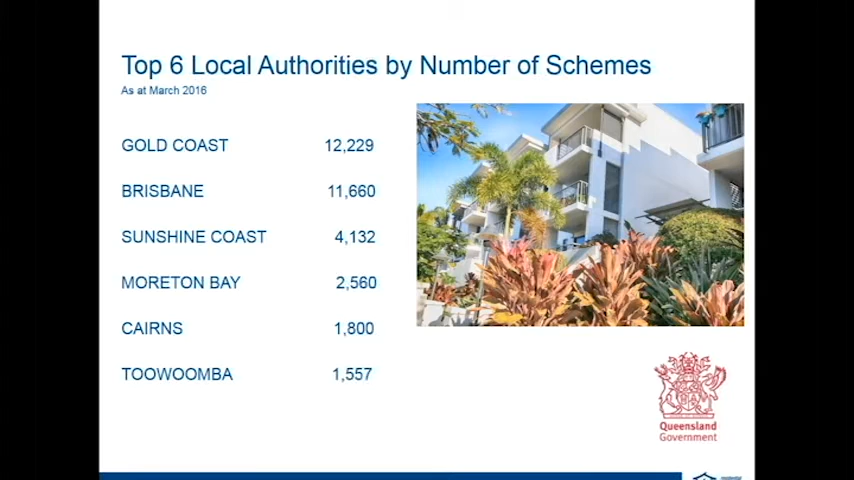 Top 6 Local Authorities by Number of Schemes
As at March 2016
GOLD COAST 12,229
BRISBANE 11,660
SUNSHINE COAST 4,132
MORETON BAY 2,560
CAIRNS 1,800
TOOWOOMBA 1,557
Queensland
Government